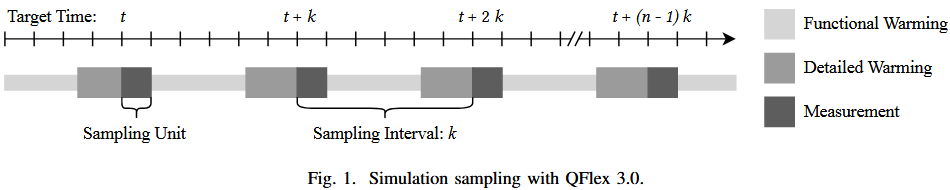 Target Time: t t + k t + 2 k t + (n - 1) k
Functional Warming
Detailed Warming
Measurement
Sampling Unit
Sampling Interval: k
Fig. 1. Simulation sampling with QFlex 3.0.